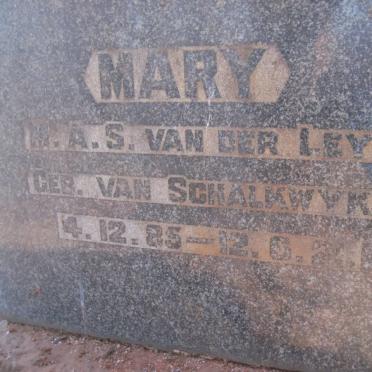 MARY
M. A. S. VAN DER LEY
GEB. VAN SCHALKWYK
4. 12. 85 — 12. 6.